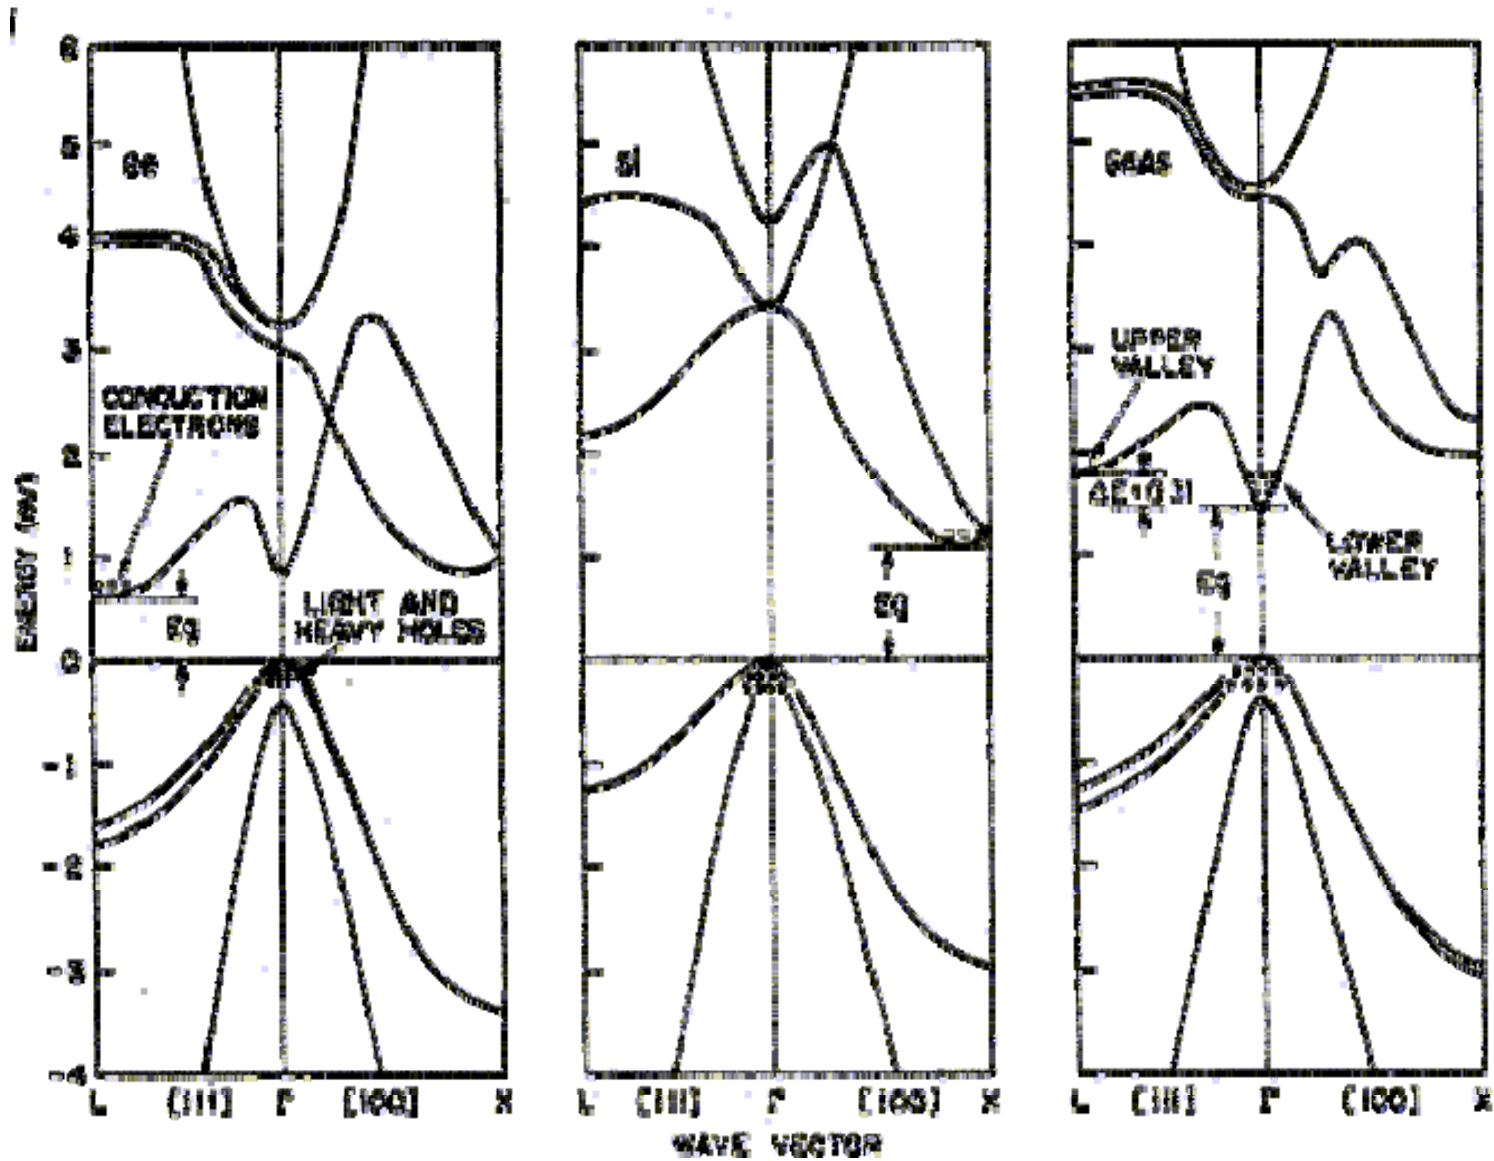 6
5
4
3
2
1
0
-1
-2
-3
-4
ENERGY (eV)
Ge
CONDUCTION
ELECTRONS
Eg
LIGHT AND
HEAVY HOLES
L [111] Γ [100] X
Si
Eg
L [111] Γ [100] X
GaAs
UPPER
VALLEY
ΔE=0.31
LOWER
VALLEY
Eg
L [111] Γ [100] X
WAVE VECTOR